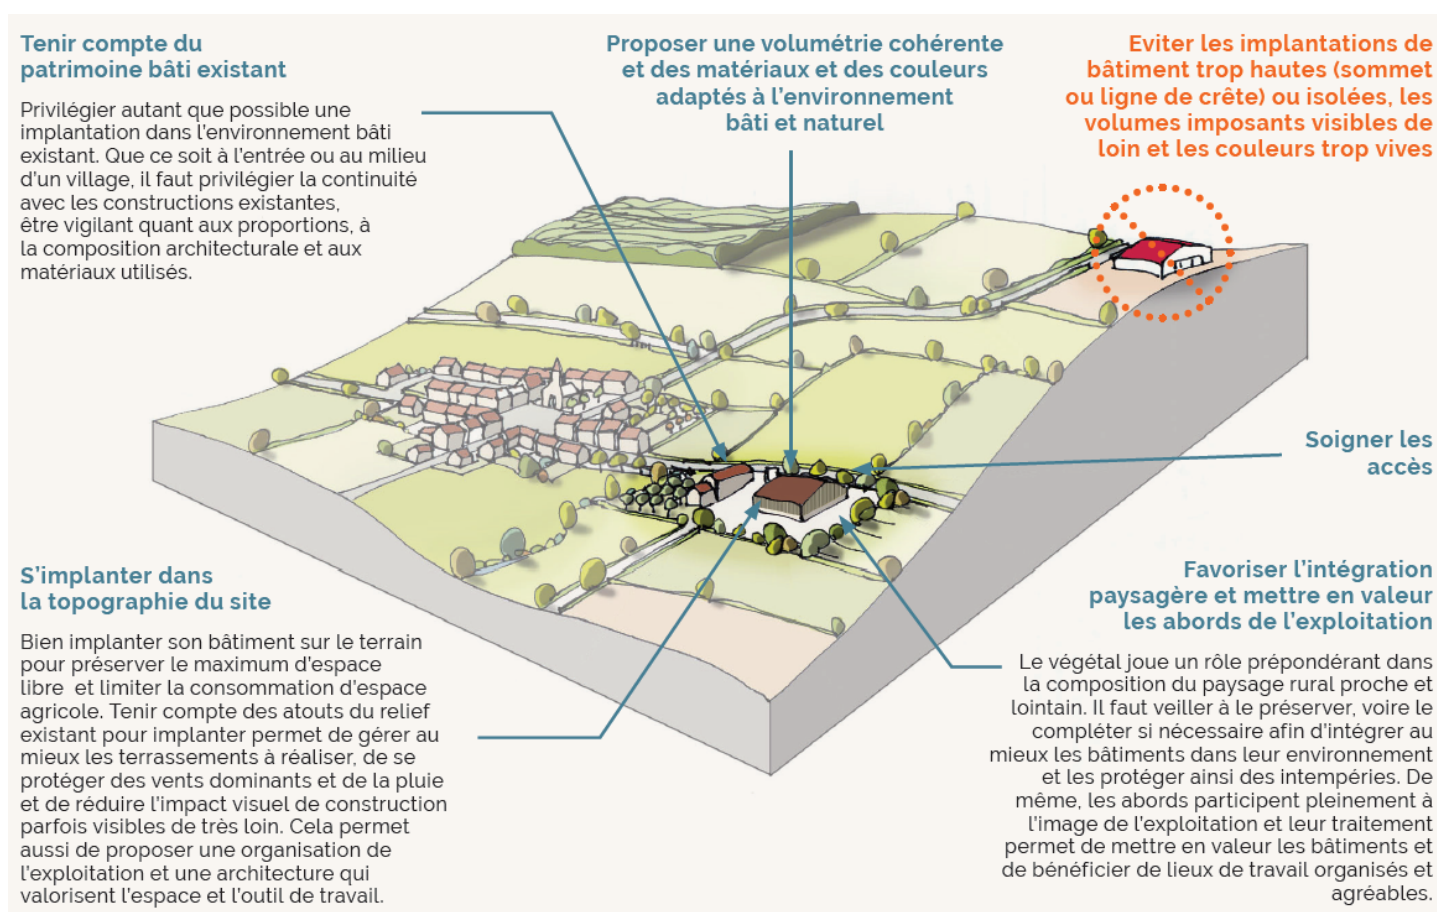 Tenir compte du
patrimoine bâti existant
Privilégier autant que possible une
implantation dans l'environnement bâti
existant. Que ce soit à l'entrée ou au milieu
d'un village, il faut privilégier la continuité
avec les constructions existantes,
être vigilant quant aux proportions, à
la composition architecturale et aux
matériaux utilisés.
Proposer une volumétrie cohérente
et des matériaux et des couleurs
adaptés à l'environnement
bâti et naturel
Eviter les implantations de
bâtiment trop hautes (sommet
ou ligne de crête) ou isolées, les
volumes imposants visibles de
loin et les couleurs trop vives
Soigner les
accès
S'implanter dans
la topographie du site
Bien implanter son bâtiment sur le terrain
pour préserver le maximum d'espace
libre et limiter la consommation d'espace
agricole. Tenir compte des atouts du relief
existant pour implanter permet de gérer au
mieux les terrassements à réaliser, de se
protéger des vents dominants et de la pluie
et de réduire l'impact visuel de construction
parfois visibles de très loin. Cela permet
aussi de proposer une organisation de
l'exploitation et une architecture qui
valorisent l'espace et l'outil de travail.
Favoriser l'intégration
paysagère et mettre en valeur
les abords de l'exploitation
Le végétal joue un rôle prépondérant dans
la composition du paysage rural proche et
lointain. Il faut veiller à le préserver, voire le
compléter si nécessaire afin d'intégrer au
mieux les bâtiments dans leur environnement
et les protéger ainsi des intempéries. De
même, les abords participent pleinement à
l'image de l'exploitation et leur traitement
permet de mettre en valeur les bâtiments et
de bénéficier de lieux de travail organisés et
agréables.